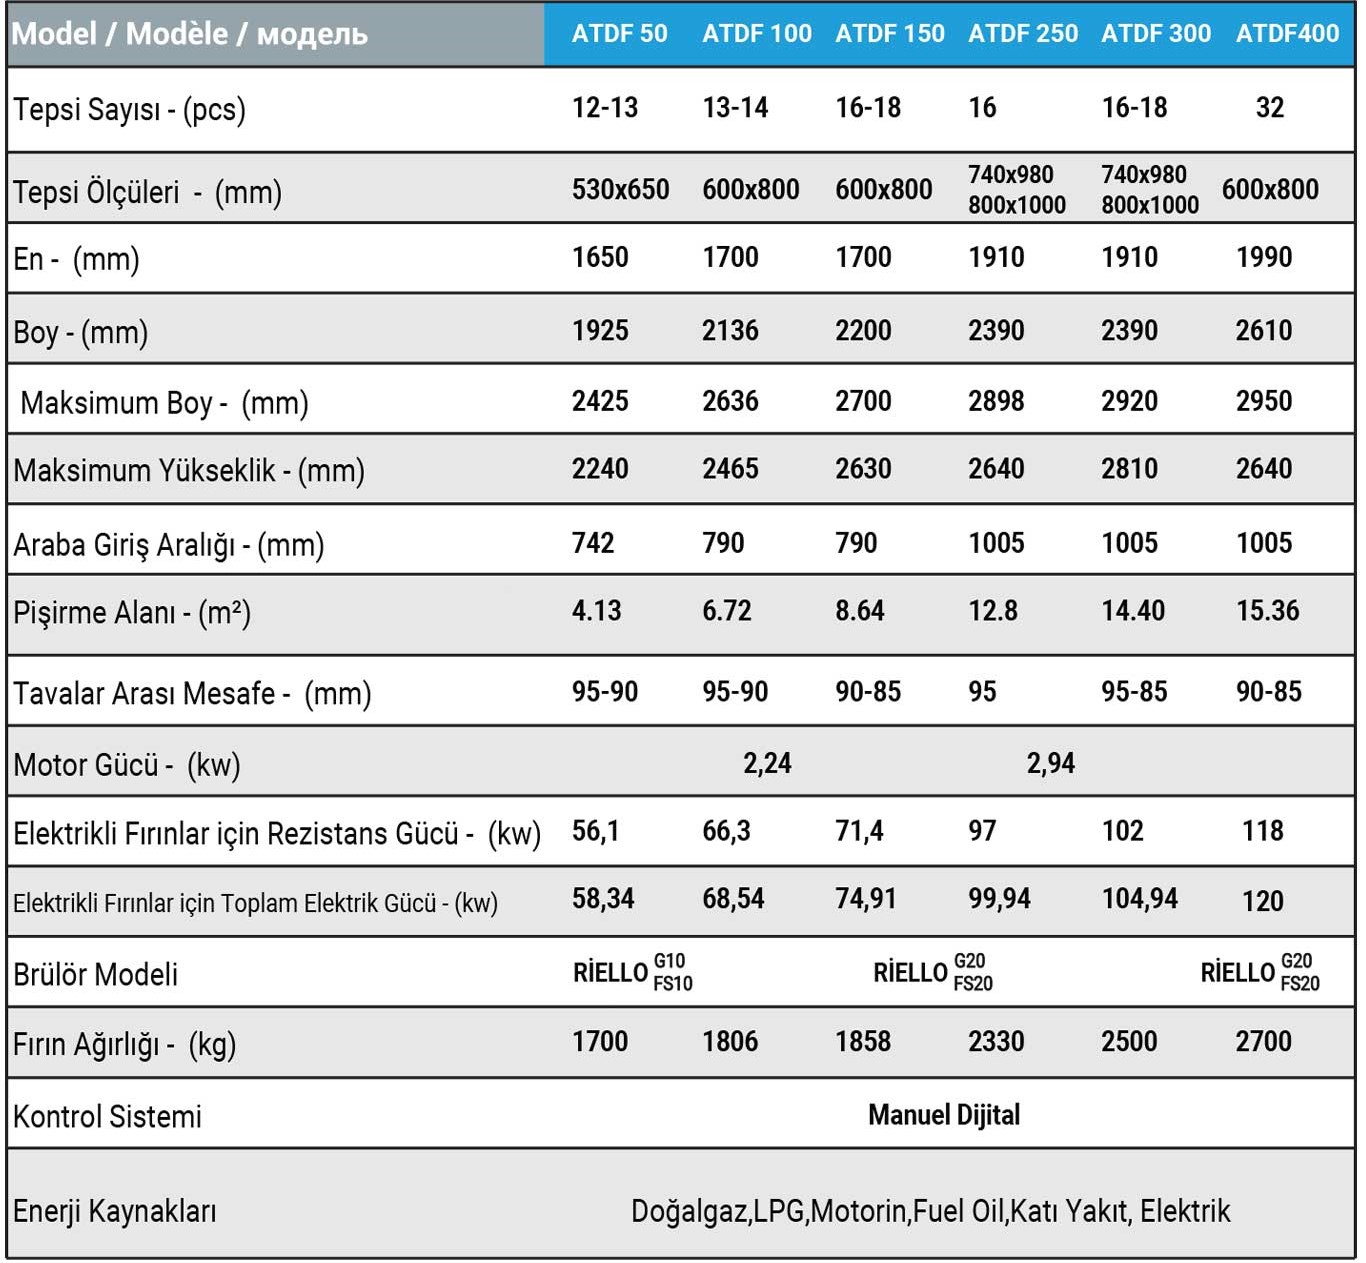 Model / Modèle / модель ATDF 50 ATDF 100 ATDF 150 ATDF 250 ATDF 300 ATDF400
Tepsi Sayısı - (pcs) 12-13 13-14 16-18 16 16-18 32
Tepsi Ölçüleri - (mm) 530x650 600x800 600x800 740x980 800x1000 740x980 800x1000 600x800
En - (mm) 1650 1700 1700 1910 1910 1990
Boy - (mm) 1925 2136 2200 2390 2390 2610
Maksimum Boy - (mm) 2425 2636 2700 2898 2920 2950
Maksimum Yükseklik - (mm) 2240 2465 2630 2640 2810 2640
Araba Giriş Aralığı - (mm) 742 790 790 1005 1005 1005
Pişirme Alanı - (m²) 4.13 6.72 8.64 12.8 14.40 15.36
Tavalar Arası Mesafe - (mm) 95-90 95-90 90-85 95 95-85 90-85
Motor Gücü - (kw) 2,24 2,94
Elektrikli Fırınlar için Rezistans Gücü - (kw) 56,1 66,3 71,4 97 102 118
Elektrikli Fırınlar için Toplam Elektrik Gücü - (kw) 58,34 68,54 74,91 99,94 104,94 120
Brülör Modeli RİELLO G10 FS10 RİELLO G20 FS20 RİELLO G20 FS20
Fırın Ağırlığı - (kg) 1700 1806 1858 2330 2500 2700
Kontrol Sistemi Manuel Dijital
Enerji Kaynakları Doğalgaz,LPG,Motorin,Fuel Oil,Katı Yakıt, Elektrik